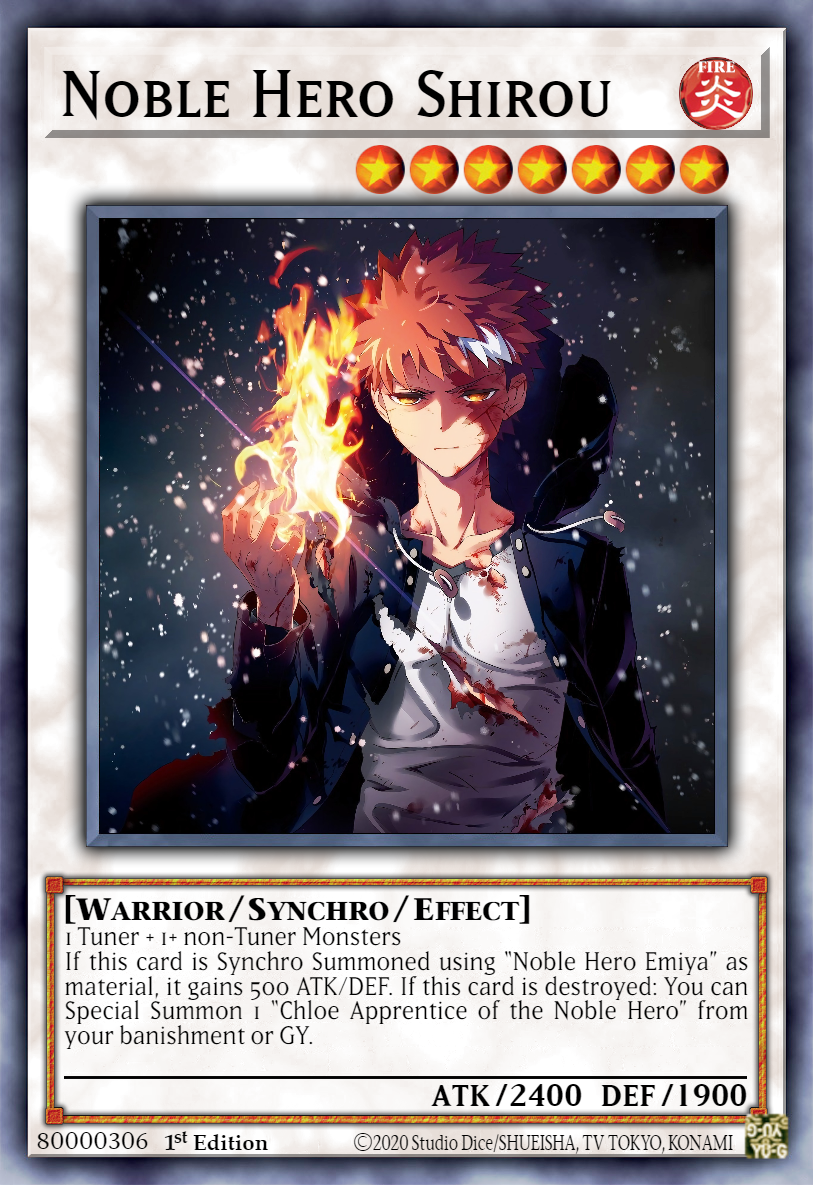 Noble Hero Shirou
FIRE
炎
[Warrior/Synchro/Effect]
1 Tuner + 1+ non-Tuner Monsters
If this card is Synchro Summoned using "Noble Hero Emiya" as
material, it gains 500 ATK/DEF. If this card is destroyed: You can
Special Summon 1 "Chloe Apprentice of the Noble Hero" from
your banishment or GY.
ATK/2400 DEF/1900
80000306 1st Edition ©2020 Studio Dice/SHUEISHA, TV TOKYO, KONAMI